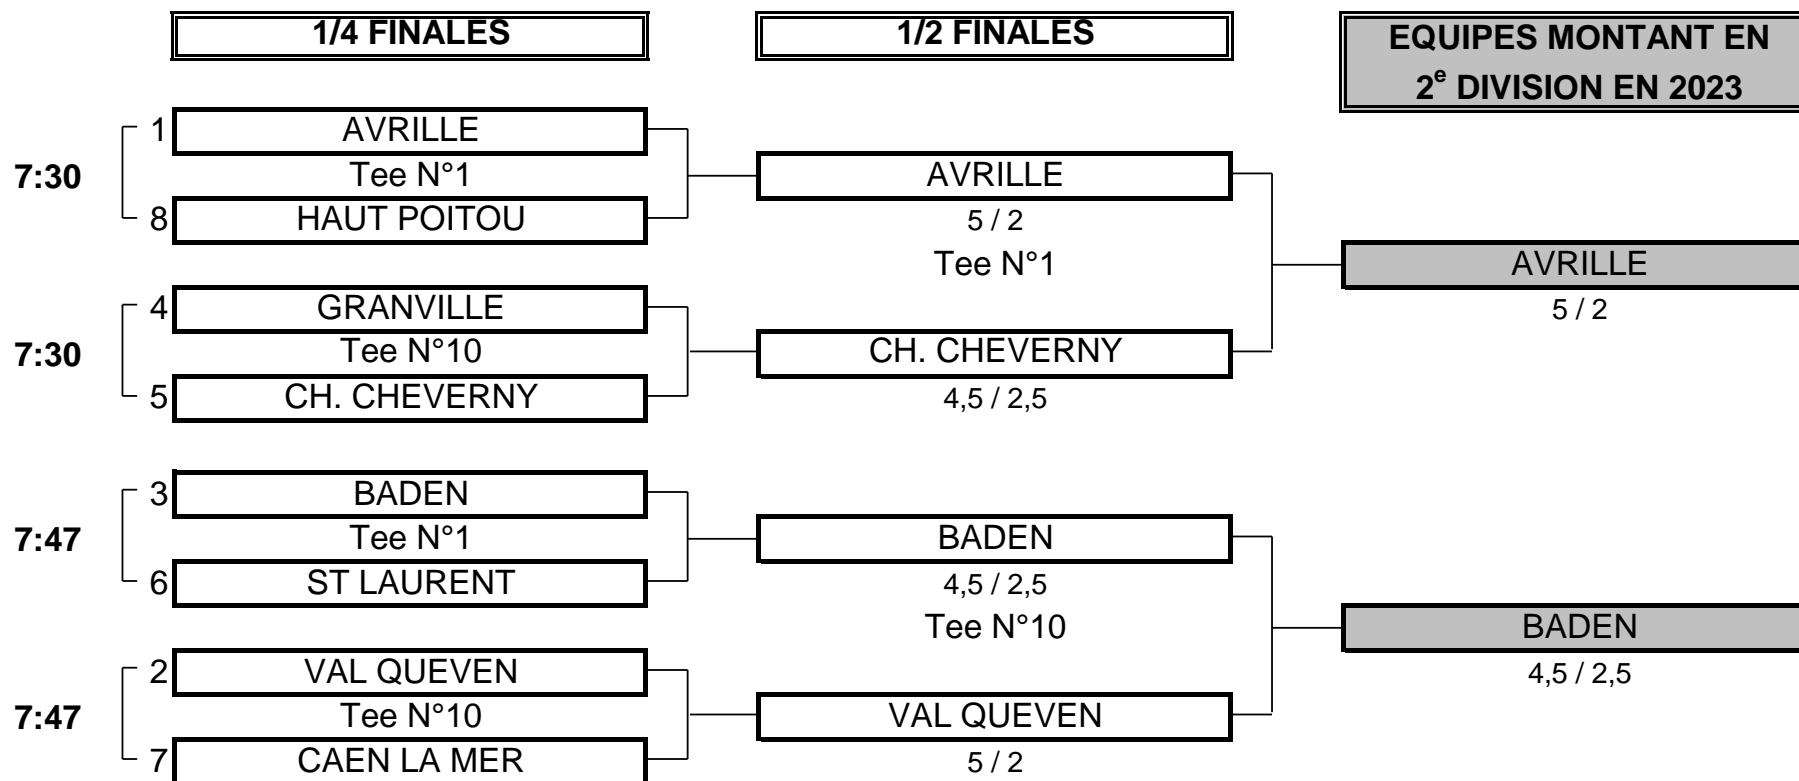 1/4 FINALES
1/2 FINALES
EQUIPES MONTANT EN
2e DIVISION EN 2023
7:30
1 AVRILLE
Tee N°1
8 HAUT POITOU
AVRILLE
5 / 2
Tee N°1
7:30
4 GRANVILLE
Tee N°10
5 CH. CHEVERNY
CH. CHEVERNY
4,5 / 2,5
AVRILLE
5 / 2
7:47
3 BADEN
Tee N°1
6 ST LAURENT
BADEN
4,5 / 2,5
Tee N°10
7:47
2 VAL QUEVEN
Tee N°10
7 CAEN LA MER
VAL QUEVEN
5 / 2
BADEN
4,5 / 2,5